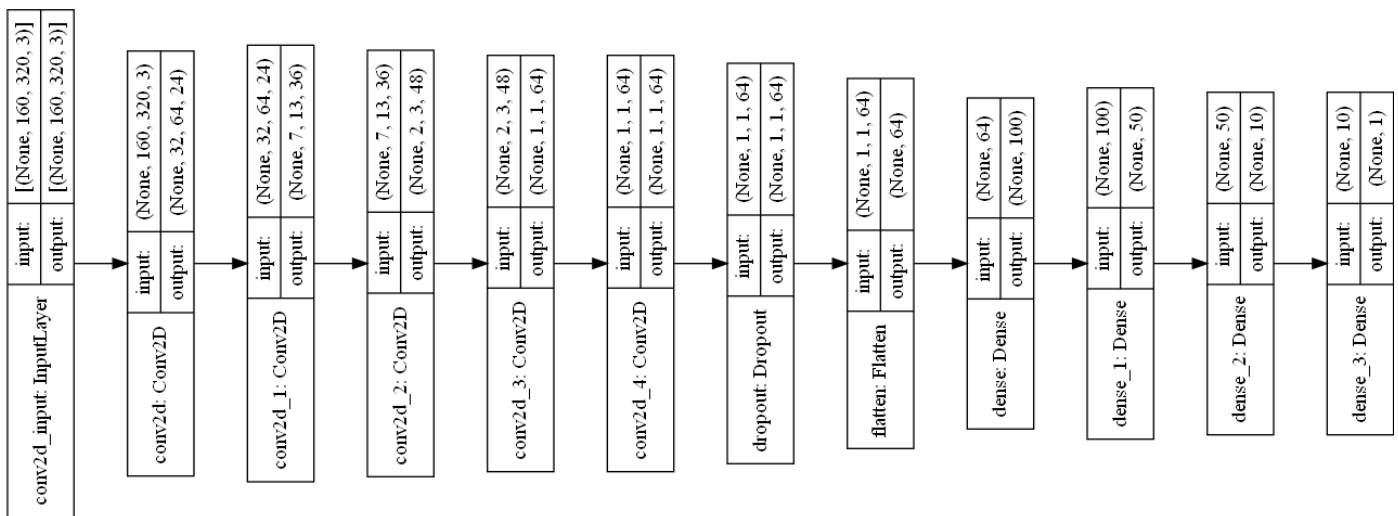 conv2d_input: InputLayer
input:
[(None, 160, 320, 3)]
output:
[(None, 160, 320, 3)]
conv2d: Conv2D
input:
(None, 160, 320, 3)
output:
(None, 32, 64, 24)
conv2d_1: Conv2D
input:
(None, 32, 64, 24)
output:
(None, 7, 13, 36)
conv2d_2: Conv2D
input:
(None, 7, 13, 36)
output:
(None, 2, 3, 48)
conv2d_3: Conv2D
input:
(None, 2, 3, 48)
output:
(None, 1, 1, 64)
conv2d_4: Conv2D
input:
(None, 1, 1, 64)
output:
(None, 1, 1, 64)
dropout: Dropout
input:
(None, 1, 1, 64)
output:
(None, 1, 1, 64)
flatten: Flatten
input:
(None, 1, 1, 64)
output:
(None, 64)
dense: Dense
input:
(None, 64)
output:
(None, 100)
dense_1: Dense
input:
(None, 100)
output:
(None, 50)
dense_2: Dense
input:
(None, 50)
output:
(None, 10)
dense_3: Dense
input:
(None, 10)
output:
(None, 1)